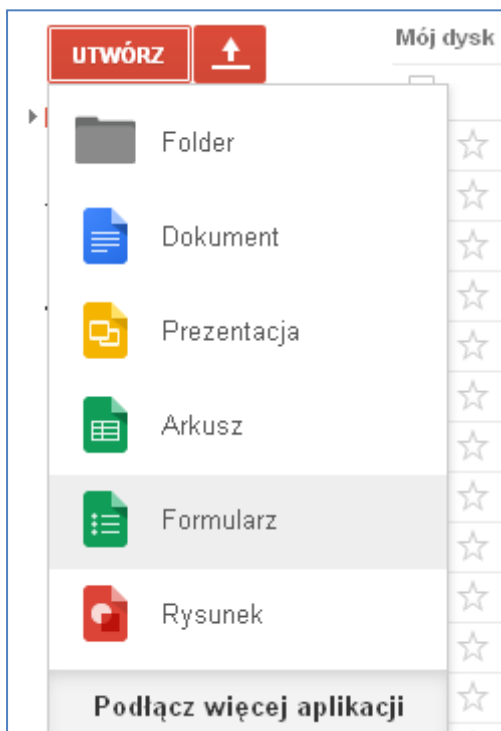 UTWÓRZ
Mój dysk
Folder
Dokument
Prezentacja
Arkusz
Formularz
Rysunek
Podłącz więcej aplikacji